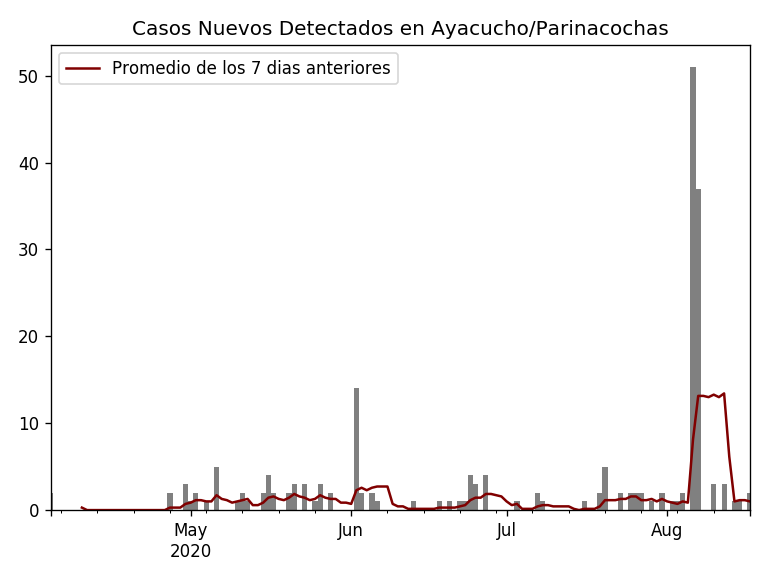 Casos Nuevos Detectados en Ayacucho/Parinacochas
Promedio de los 7 dias anteriores
50
40
30
20
10
0
May Jun Jul Aug
2020